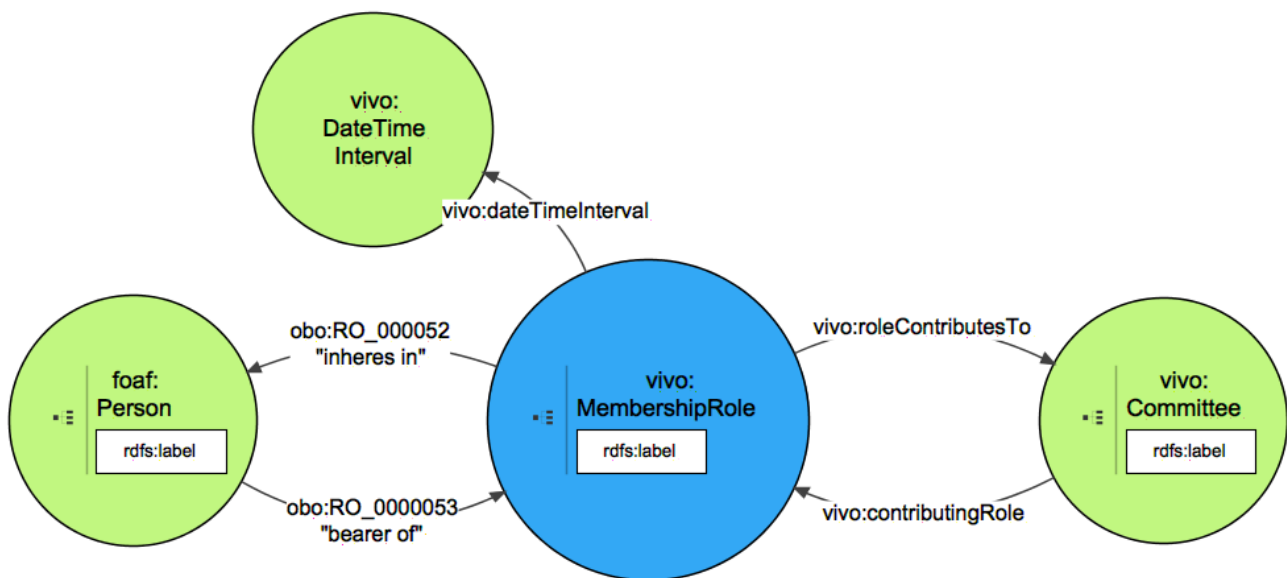 vivo:
DateTime
Interval
vivo:dateTimeInterval
obo:RO_000052
"inheres in"
vivo:roleContributesTo
foaf:
Person
rdfs:label
vivo:
MembershipRole
rdfs:label
vivo:
Committee
rdfs:label
obo:RO_0000053
"bearer of"
vivo:contributingRole